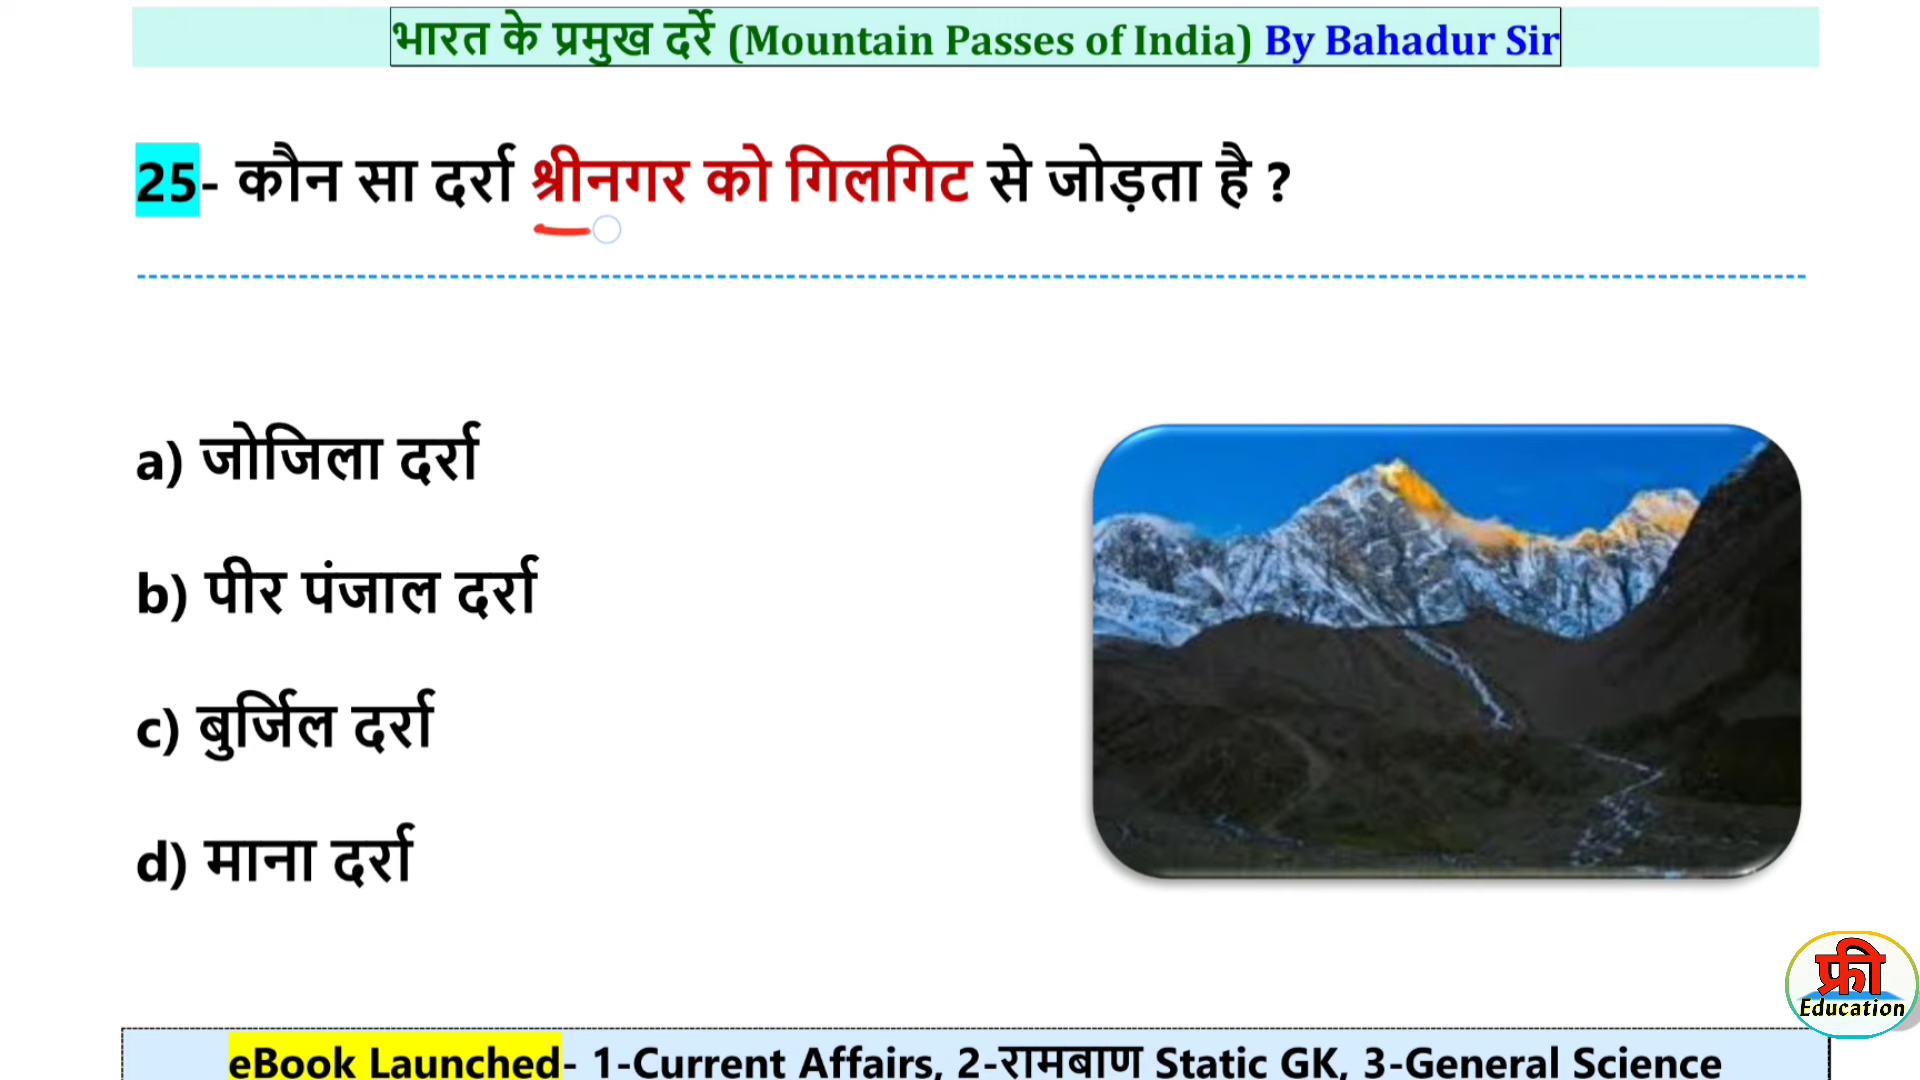 भारत के प्रमुख दर्रे (Mountain Passes of India) By Bahadur Sir
25- कौन सा दर्रा श्रीनगर को गिलगिट से जोड़ता है ?
a) जोजिला दर्रा
b) पीर पंजाल दर्रा
c) बुर्जिल दर्रा
d) माना दर्रा
फ्री
Education
eBook Launched- 1-Current Affairs, 2-रामबाण Static GK, 3-General Science